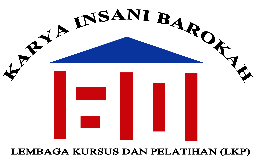 KARYA INSANI BAROKAH
LEMBAGA KURSUS DAN PELATIHAN (LKP)